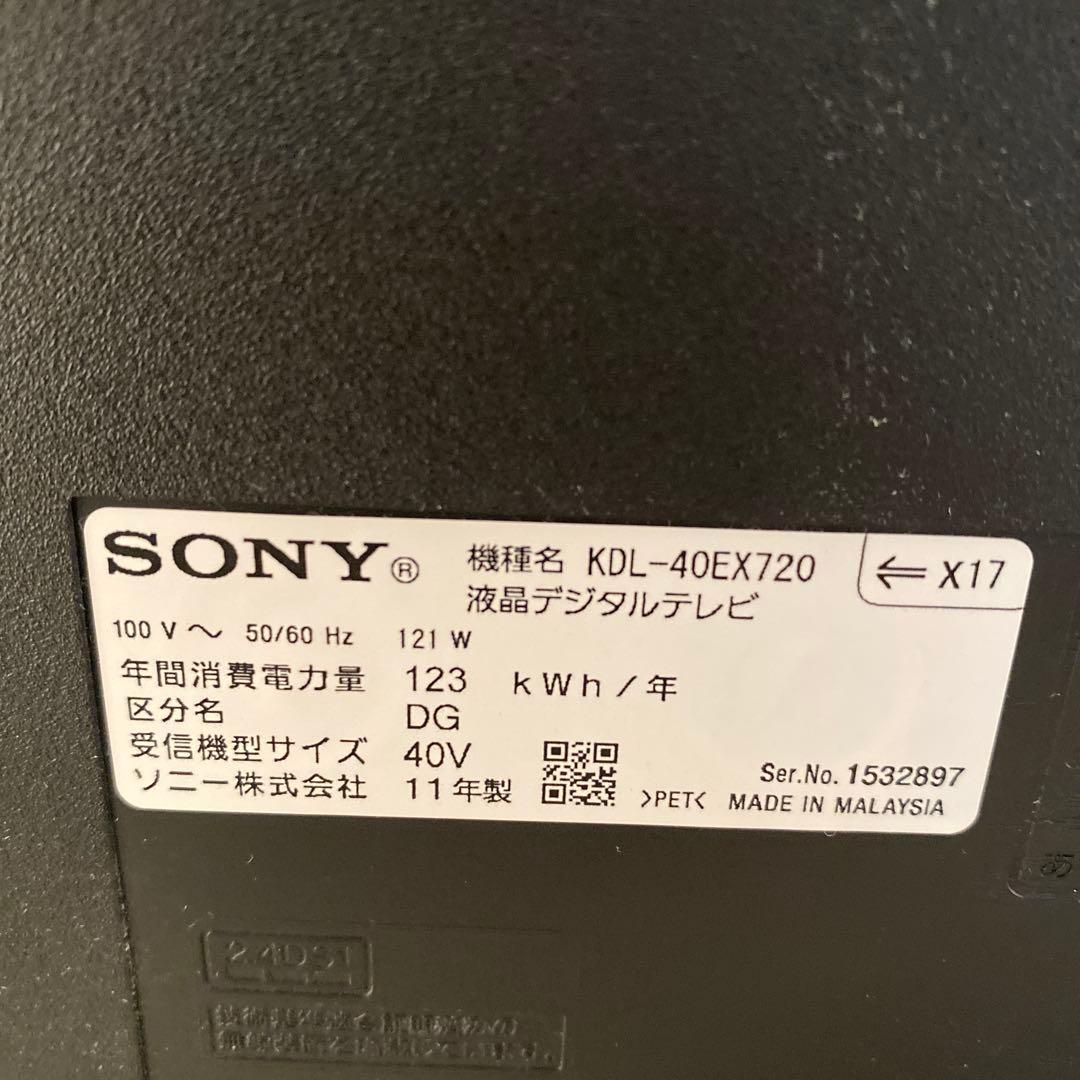 SONY®
機種名 KDL-40EX720
⇐ X17
液晶デジタルテレビ
100 V ～ 50/60 Hz 121 W
年間消費電力量 123 kWh/年
区分名 DG
受信機型サイズ 40V
ソニー株式会社 11年製
>PET<
Ser.No. 1532897
MADE IN MALAYSIA
あ
2.4DS1